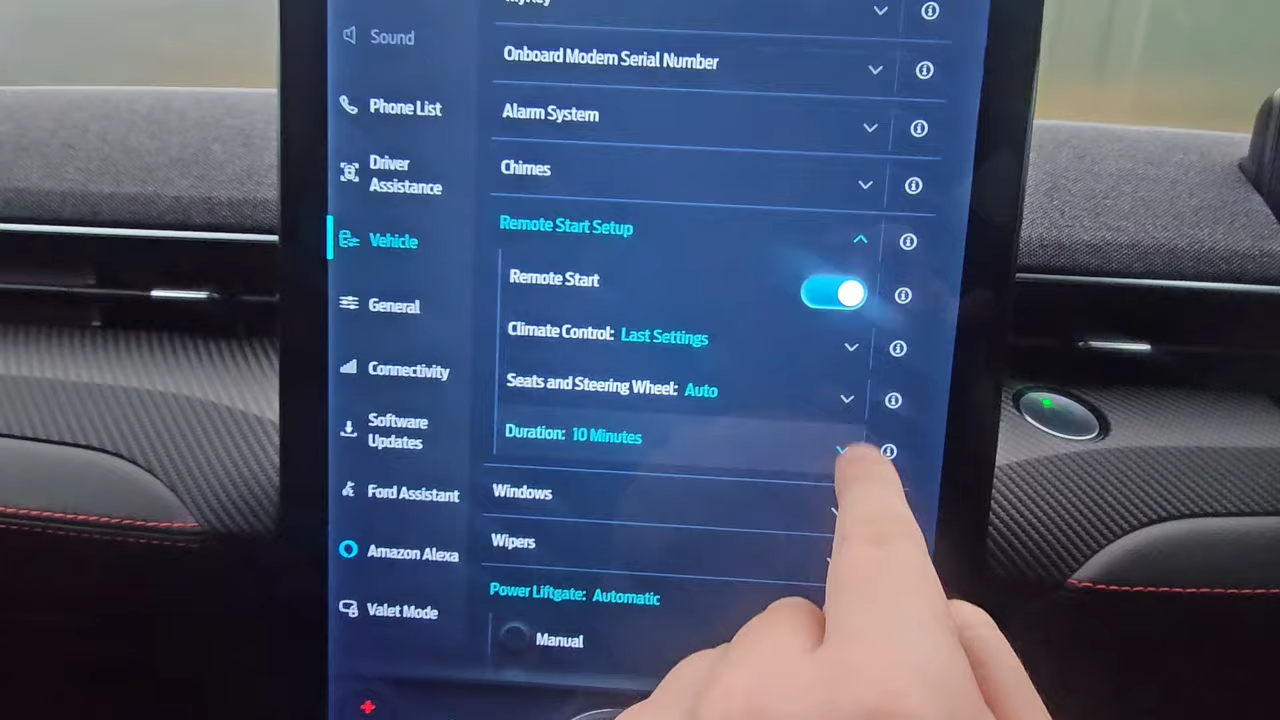 Sound
Phone List
Driver
Assistance
Vehicle
General
Connectivity
Software
Updates
Ford Assistant
Amazon Alexa
Valet Mode
MyKey
Onboard Modem Serial Number
Alarm System
Chimes
Remote Start Setup
Remote Start
Climate Control: Last Settings
Seats and Steering Wheel: Auto
Duration: 10 Minutes
Windows
Wipers
Power Liftgate: Automatic
Manual